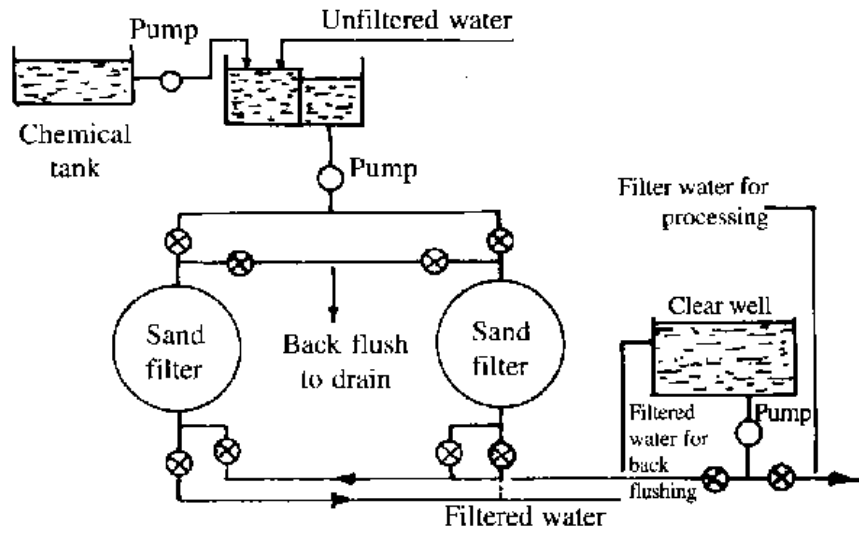 Pump
Unfiltered water
Chemical
tank
Pump
Filter water for
processing
Sand
filter
Back flush
to drain
Sand
filter
Clear well
Pump
Filtered
water for
back
flushing
Filtered water